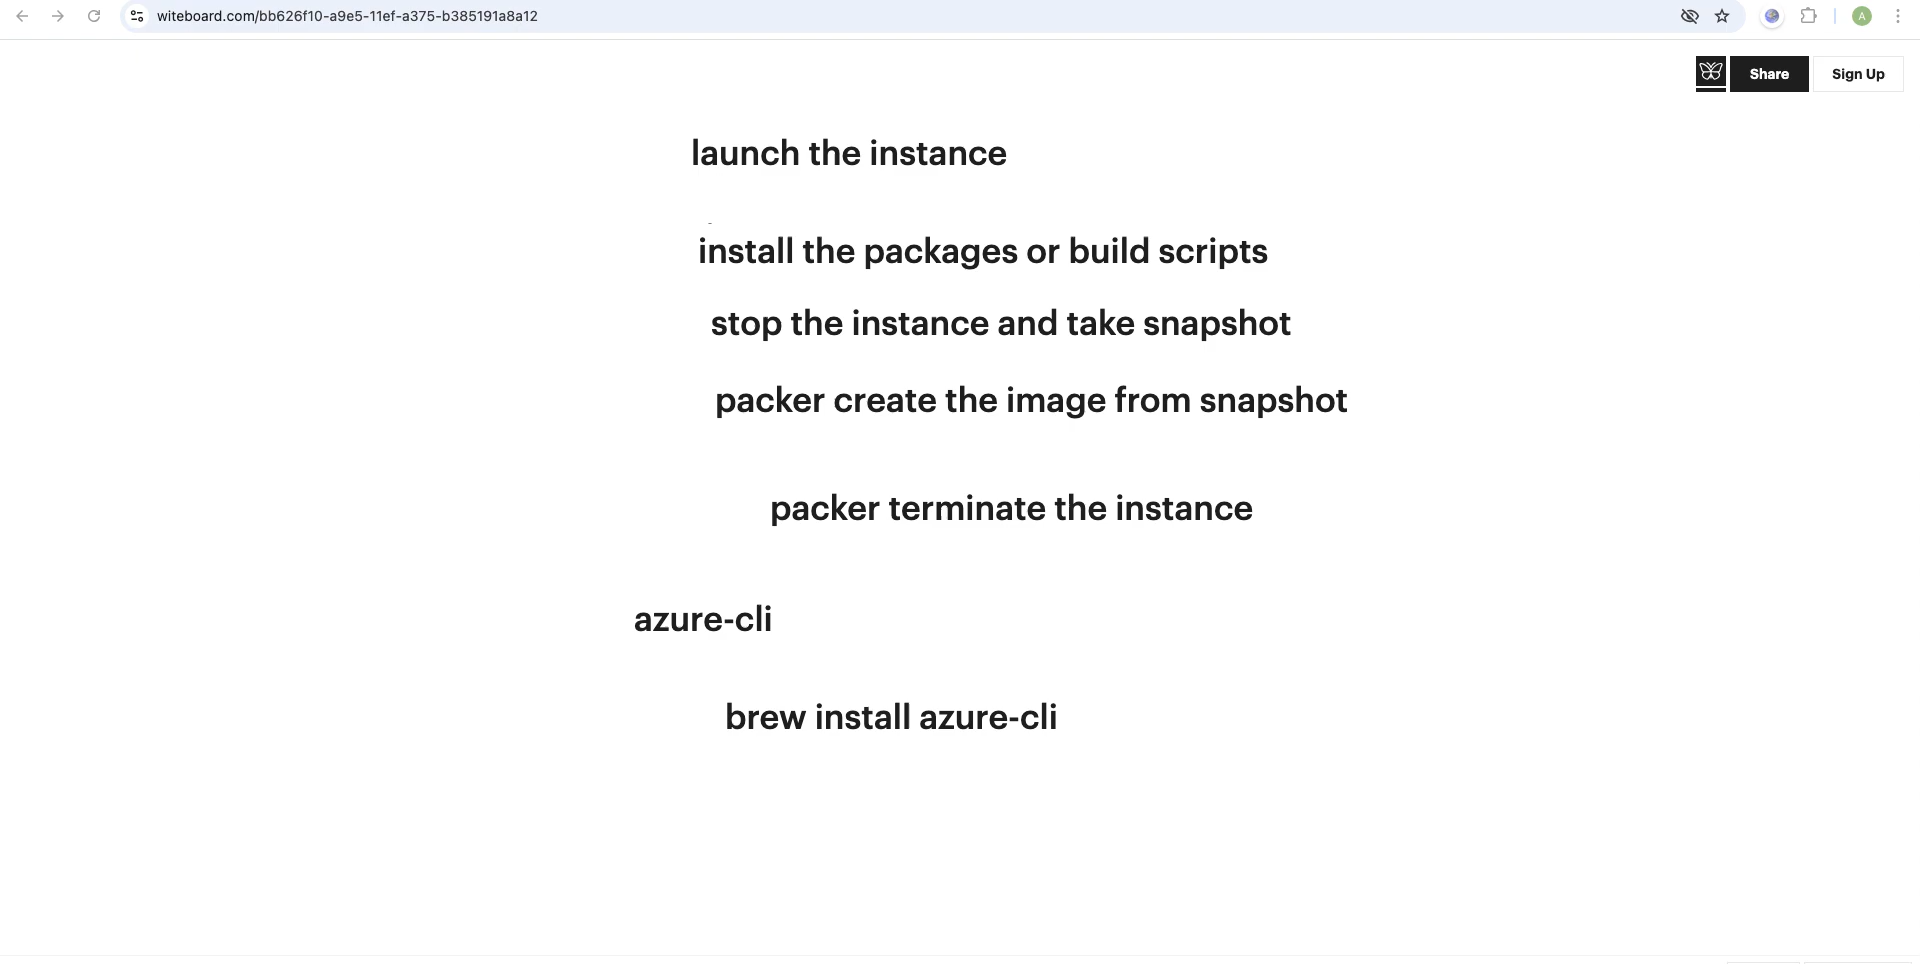 witeboard.com/bb626f10-a9e5-11ef-a375-b385191a8a12
A
Share
Sign Up
launch the instance
install the packages or build scripts
stop the instance and take snapshot
packer create the image from snapshot
packer terminate the instance
azure-cli
brew install azure-cli